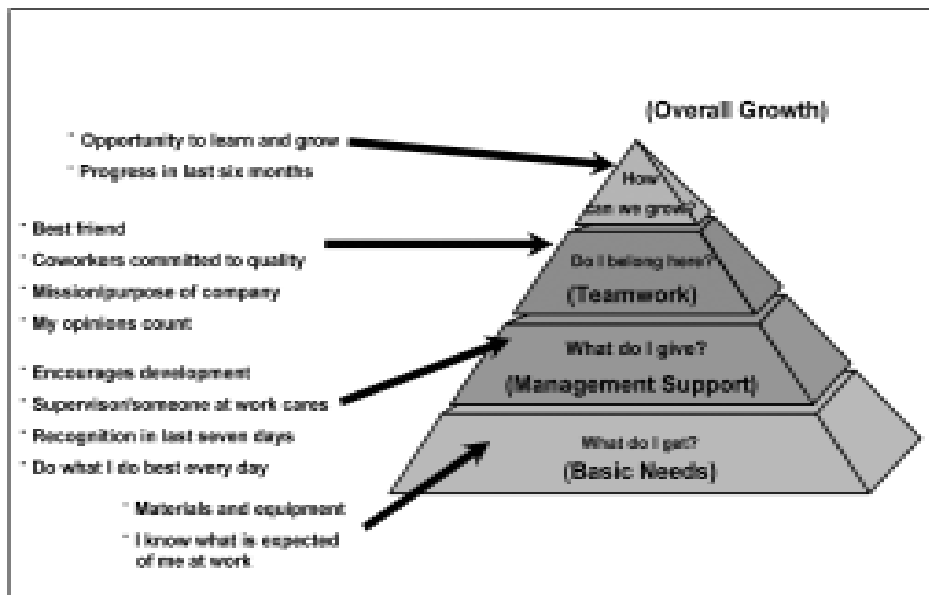 (Overall Growth)
* Opportunity to learn and grow
* Progress in last six months
How
can we grow?
* Best friend
* Coworkers committed to quality
* Mission/purpose of company
* My opinions count
Do I belong here?
(Teamwork)
* Encourages development
* Supervisor/someone at work cares
* Recognition in last seven days
* Do what I do best every day
What do I give?
(Management Support)
* Materials and equipment
* I know what is expected
of me at work
What do I get?
(Basic Needs)